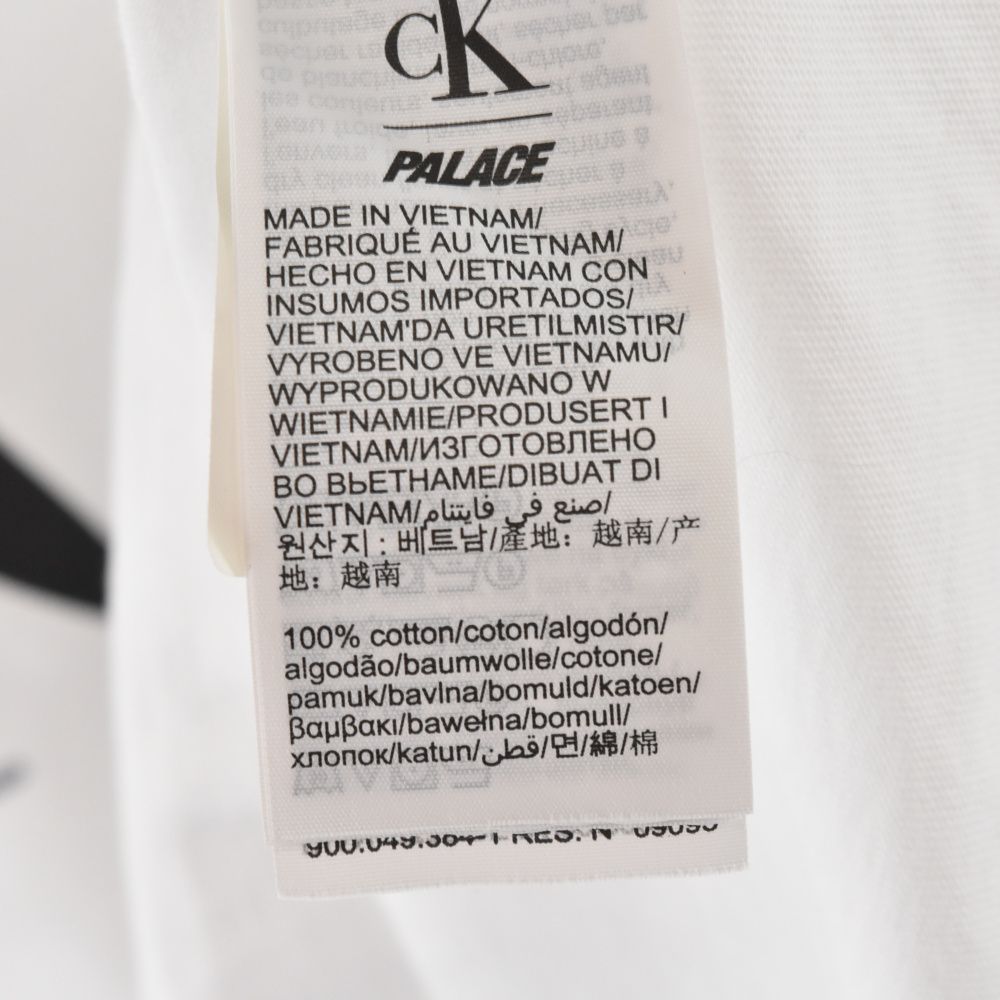 CK
PALACE
MADE IN VIETNAM/
FABRIQUÉ AU VIETNAM/
HECHO EN VIETNAM CON
INSUMOS IMPORTADOS/
VIETNAM'DA URETILMISTIR/
VYROBENO VE VIETNAMU/
WYPRODUKOWANO W
WIETNAMIE/PRODUSERT I
VIETNAM/ИЗГОТОВЛЕНО
ВО ВЬЕТНАМЕ/DIBUAT DI
VIETNAM/صنع في فايتنام/
원산지 : 베트남/產地：越南/产
地：越南
100% cotton/coton/algodón/
algodão/baumwolle/cotone/
pamuk/bavlna/bomuld/katoen/
βαμβακι/bawełna/bomull/
хлопок/katun/قطن/면/綿/棉